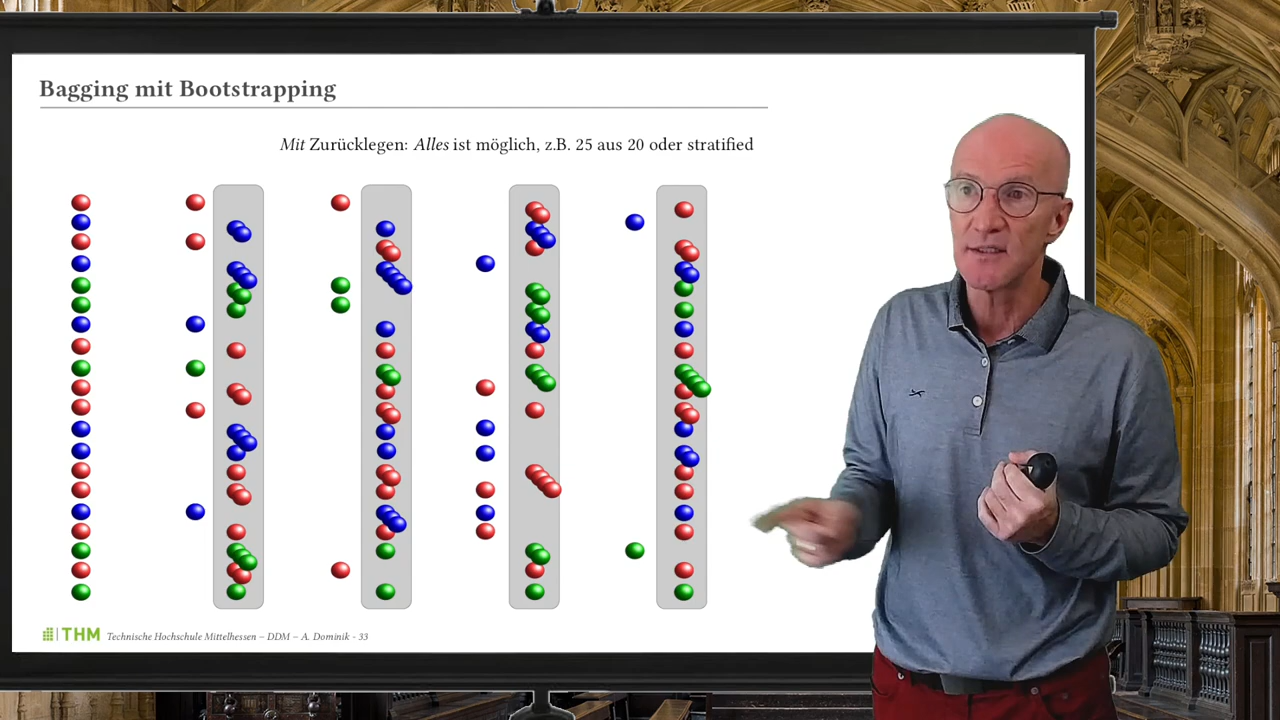 Bagging mit Bootstrapping
Mit Zurücklegen: Alles ist möglich, z.B. 25 aus 20 oder stratified
THM Technische Hochschule Mittelhessen – DDM – A. Dominik - 33